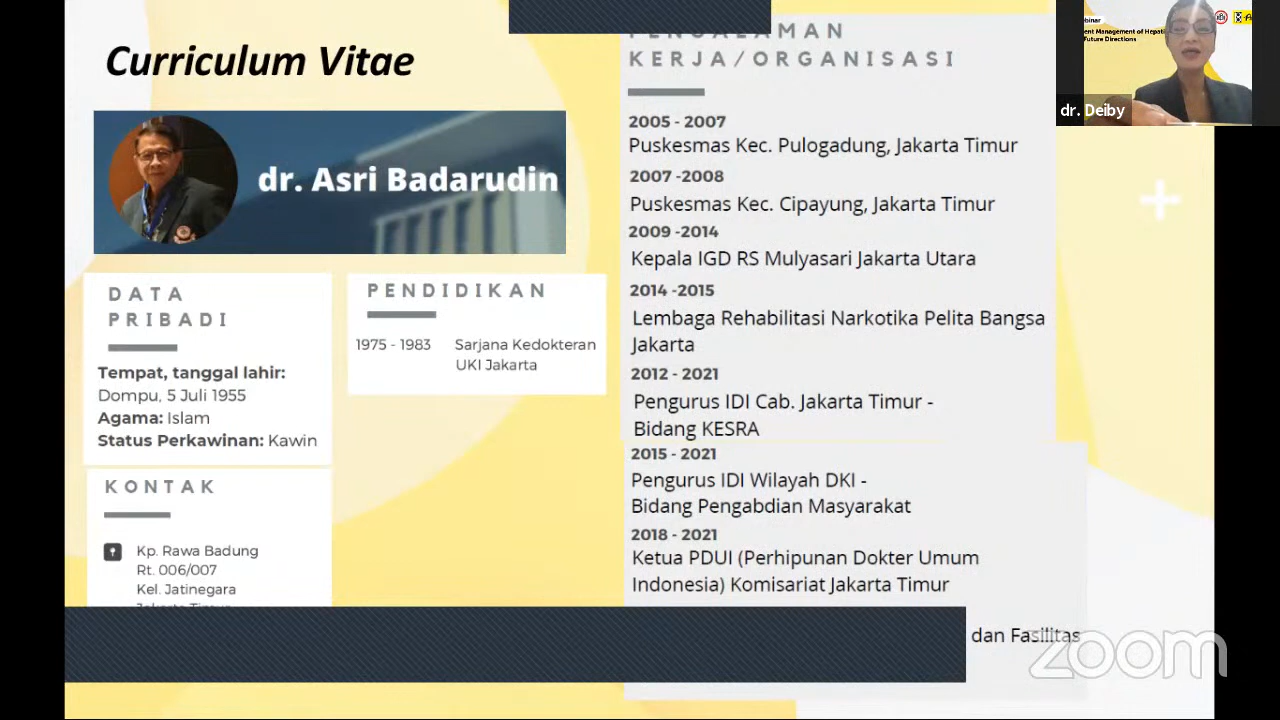 Curriculum Vitae
dr. Asri Badarudin
DATA
PRIBADI
Tempat, tanggal lahir:
Dompu, 5 Juli 1955
Agama: Islam
Status Perkawinan: Kawin
KONTAK
Kp. Rawa Badung
Rt. 006/007
Kel. Jatinegara
PENDIDIKAN
1975 - 1983 Sarjana Kedokteran
UKI Jakarta
PENGALAMAN
KERJA/ORGANISASI
2005 - 2007
Puskesmas Kec. Pulogadung, Jakarta Timur
2007 -2008
Puskesmas Kec. Cipayung, Jakarta Timur
2009 -2014
Kepala IGD RS Mulyasari Jakarta Utara
2014 -2015
Lembaga Rehabilitasi Narkotika Pelita Bangsa
Jakarta
2012 - 2021
Pengurus IDI Cab. Jakarta Timur -
Bidang KESRA
2015 - 2021
Pengurus IDI Wilayah DKI -
Bidang Pengabdian Masyarakat
2018 - 2021
Ketua PDUI (Perhipunan Dokter Umum
Indonesia) Komisariat Jakarta Timur
dan Fasilitas
zoom
Management of
Future Directions
dr. Deiby